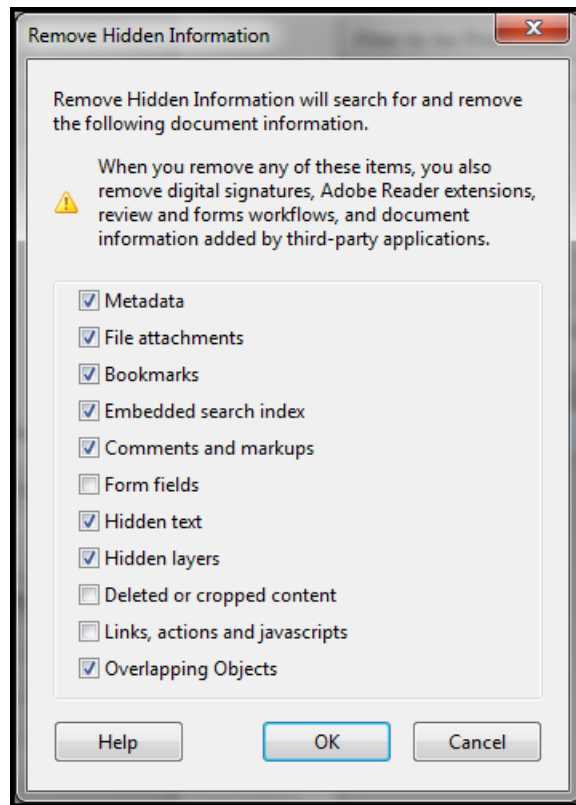 Remove Hidden Information
Remove Hidden Information will search for and remove
the following document information.
When you remove any of these items, you also
remove digital signatures, Adobe Reader extensions,
review and forms workflows, and document
information added by third-party applications.
Metadata
File attachments
Bookmarks
Embedded search index
Comments and markups
Form fields
Hidden text
Hidden layers
Deleted or cropped content
Links, actions and javascripts
Overlapping Objects
Help OK Cancel